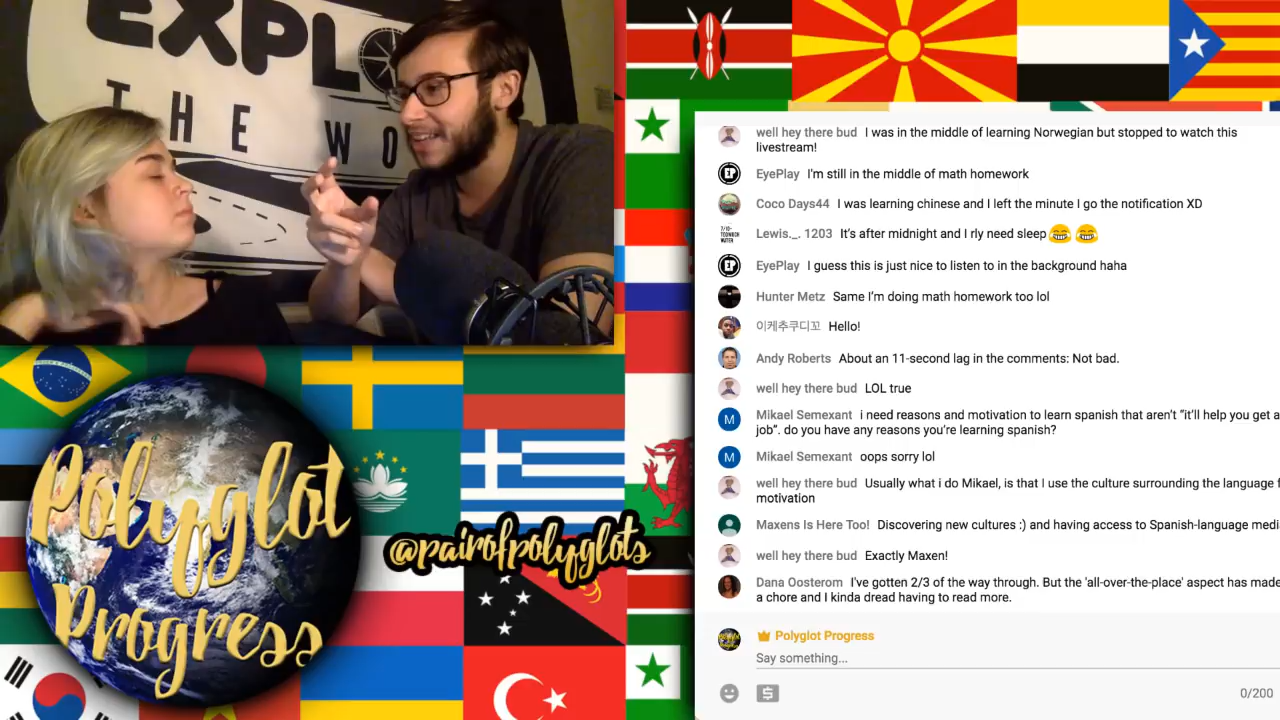 EXPLO
THE WO
well hey there bud I was in the middle of learning Norwegian but stopped to watch this
livestream!
EyePlay I'm still in the middle of math homework
Coco Days44 I was learning chinese and I left the minute I go the notification XD
Lewis._. 1203 It's after midnight and I rly need sleep😂 😂
EyePlay I guess this is just nice to listen to in the background haha
Hunter Metz Same I'm doing math homework too lol
이케추쿠디꼬 Hello!
Andy Roberts About an 11-second lag in the comments: Not bad.
well hey there bud LOL true
Mikael Semexant i need reasons and motivation to learn spanish that aren't "it'll help you get a
job". do you have any reasons you're learning spanish?
Mikael Semexant oops sorry lol
well hey there bud Usually what i do Mikael, is that I use the culture surrounding the language f
motivation
Maxens Is Here Too! Discovering new cultures :) and having access to Spanish-language medi
well hey there bud Exactly Maxen!
Dana Oosterom I've gotten 2/3 of the way through. But the 'all-over-the-place' aspect has made
a chore and I kinda dread having to read more.
Polyglot Progress
Say something...
0/200
Polyglot
Progress
@pairofpolyglots
EP
EP
M
M